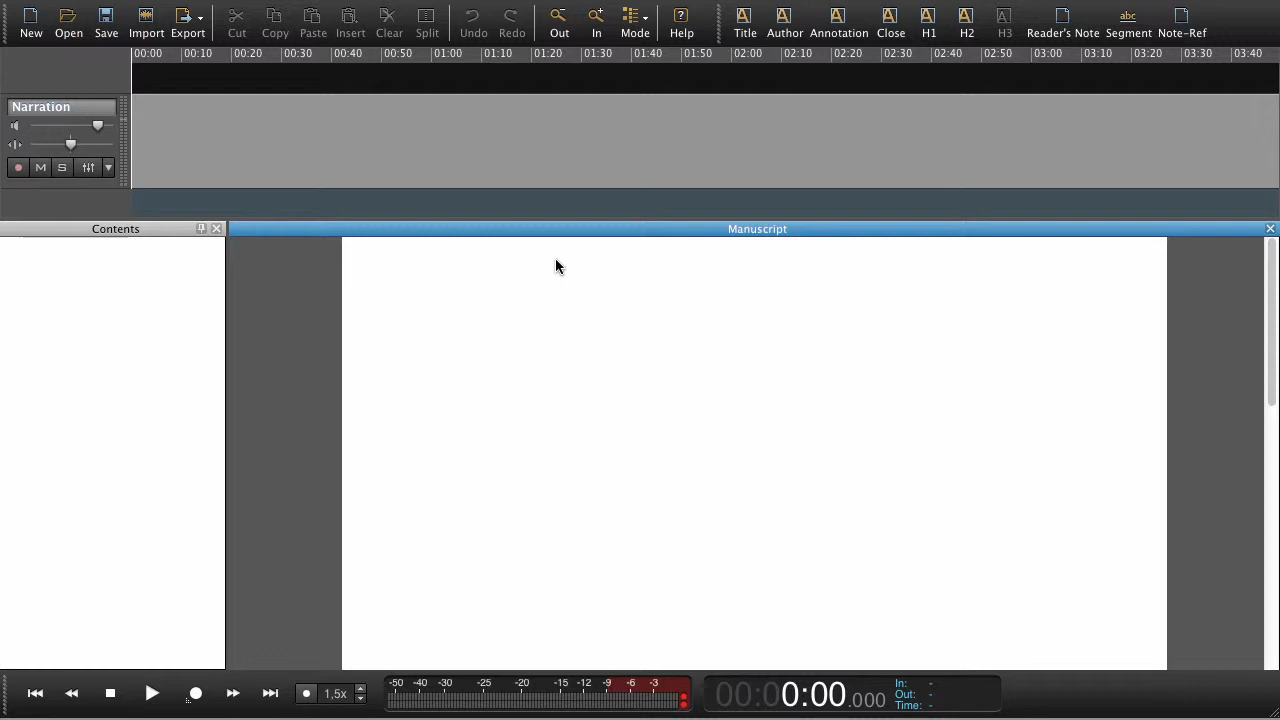 New Open Save Import Export Cut Copy Paste Insert Clear Split Undo Redo Out In Mode Help Title Author Annotation Close H1 H2 H3 Reader's Note abc Segment Note-Ref
00:00 00:10 00:20 00:30 00:40 00:50 01:00 01:10 01:20 01:30 01:40 01:50 02:00 02:10 02:20 02:30 02:40 02:50 03:00 03:10 03:20 03:30 03:40
Narration
M S
Contents
Manuscript
1,5x
-50 -40 -30 -25 -20 -15 -12 -9 -6 -3
00:00:00.000
In: -
Out: -
Time: -